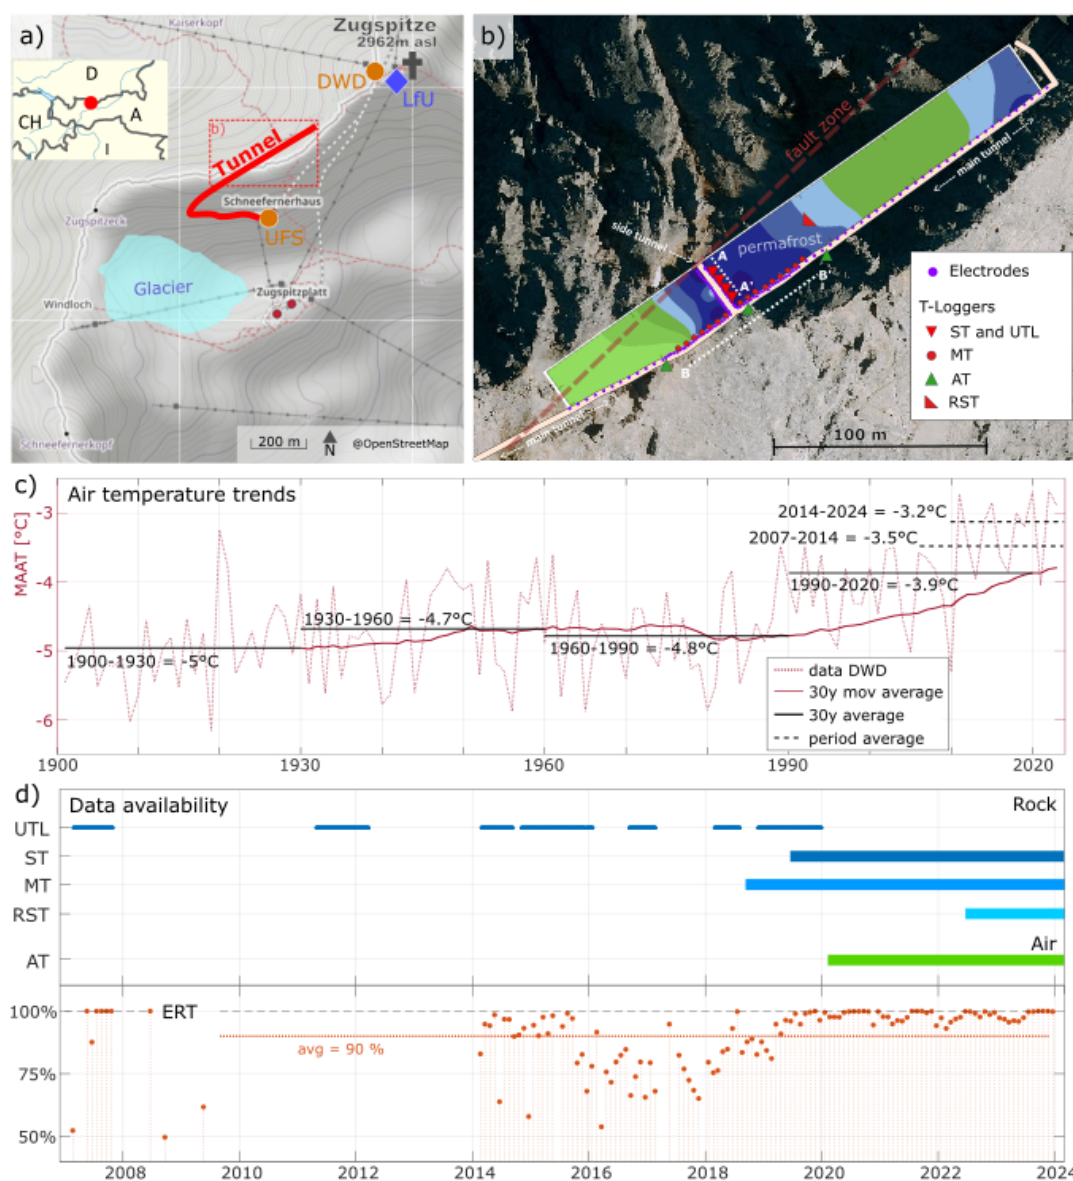 a)
Kaiserkopf
Zugspitze
2962m asl
DWD
LfU
D
CH
A
I
b)
Tunnel
Schneefernerhaus
UFS
Zugspitzeck
Glacier
Windloch
Zugspitzplatt
Schneefernerkopf
200 m
N
@OpenStreetMap
b)
fault zone
main tunnel
side tunnel
permafrost
A
A'
B'
B
main tunnel
Electrodes
T-Loggers
ST and UTL
MT
AT
RST
100 m
c)
Air temperature trends
MAAT [°C]
-3
-4
-5
-6
2014-2024 = -3.2°C
2007-2014 = -3.5°C
1990-2020 = -3.9°C
1930-1960 = -4.7°C
1960-1990 = -4.8°C
1900-1930 = -5°C
data DWD
30y mov average
30y average
period average
1900
1930
1960
1990
2020
d)
Data availability
Rock
UTL
ST
MT
RST
AT
Air
100%
75%
50%
ERT
avg = 90 %
2008
2010
2012
2014
2016
2018
2020
2022
2024